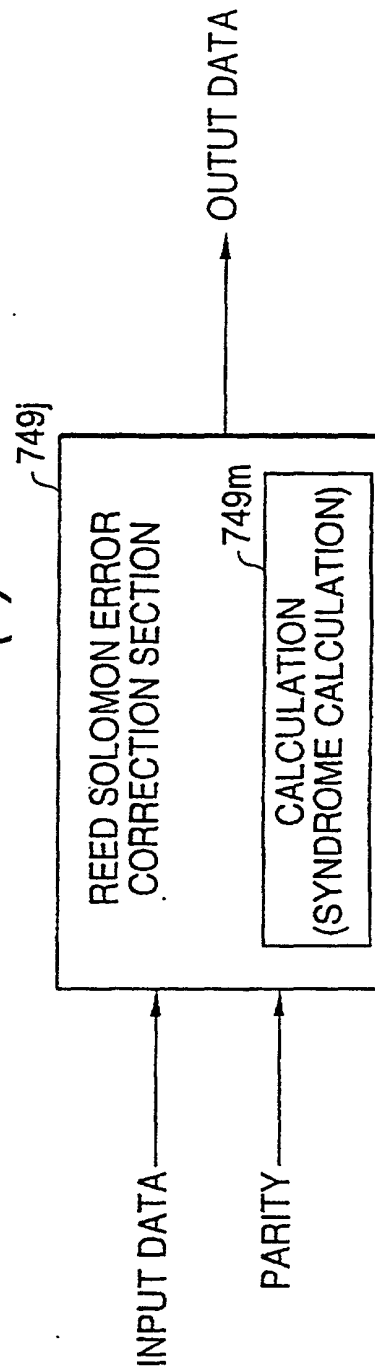 749j
REED SOLOMON ERROR
CORRECTION SECTION
749m
CALCULATION
(SYNDROME CALCULATION)
INPUT DATA
PARITY
OUTUT DATA